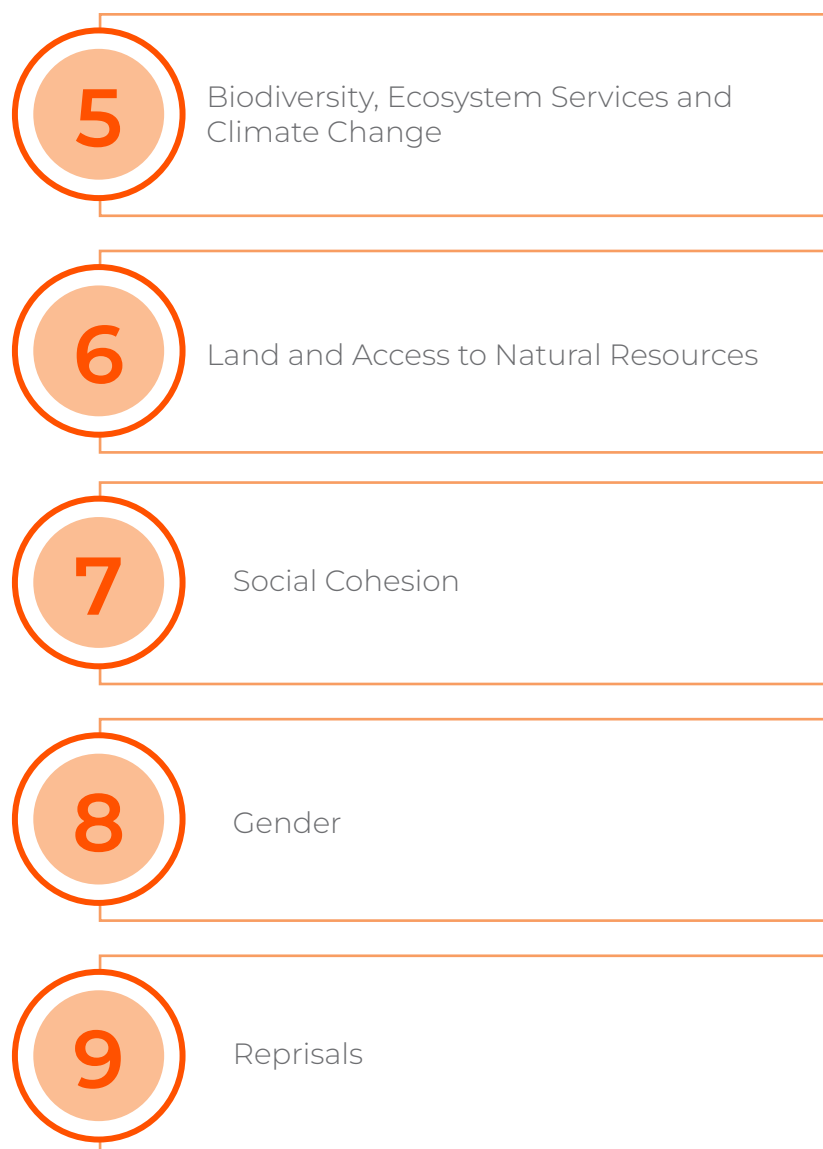 5
Biodiversity, Ecosystem Services and
Climate Change
6
Land and Access to Natural Resources
7
Social Cohesion
8
Gender
9
Reprisals